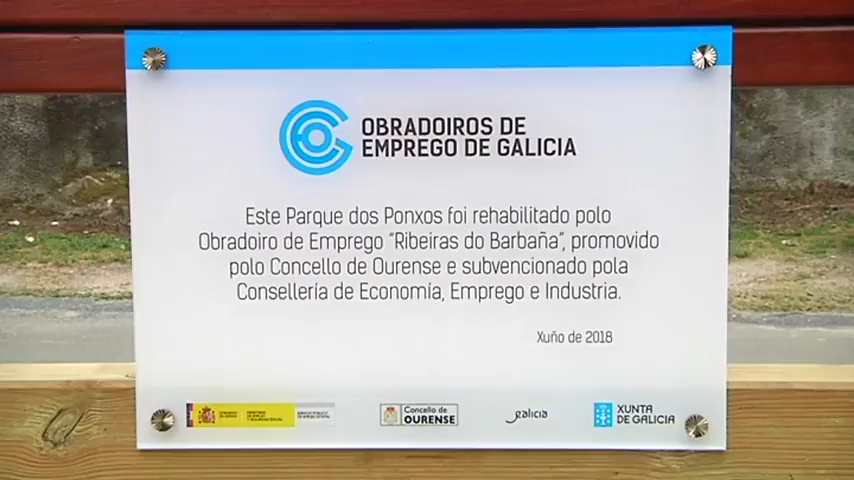 OBRADOIROS DE
EMPREGO DE GALICIA
Este Parque dos Ponxos foi rehabilitado polo
Obradoiro de Emprego "Ribeiras do Barbaña", promovido
polo Concello de Ourense e subvencionado pola
Consellería de Economía, Emprego e Industria.
Xuño de 2018
Concello de
OURENSE
galicia
XUNTA
DE GALICIA